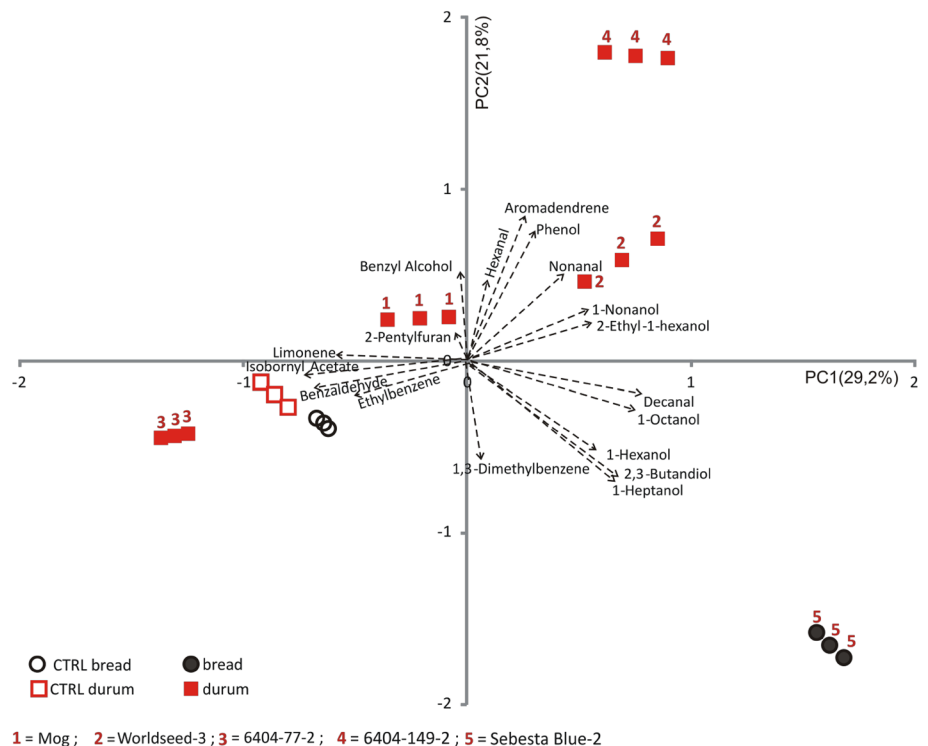 2
4 4 4
PC2(21,8%)
1
Aromadendrene
2
Phenol
2
Hexanal
Benzyl Alcohol
Nonanal
2
1 1 1
1-Nonanol
2-Ethyl-1-hexanol
2-Pentylfuran
Limonene
0
-2
-1
0
1
2
PC1(29,2%)
Isobornyl Acetate
Benzaldehyde
Ethylbenzene
Decanal
1-Octanol
3 3 3
1-Hexanol
1,3-Dimethylbenzene
2,3-Butandiol
1-Heptanol
-1
5 5 5
CTRL bread
bread
CTRL durum
durum
-2
1 = Mog ; 2 = Worldseed-3 ; 3 = 6404-77-2 ; 4 = 6404-149-2 ; 5 = Sebesta Blue-2